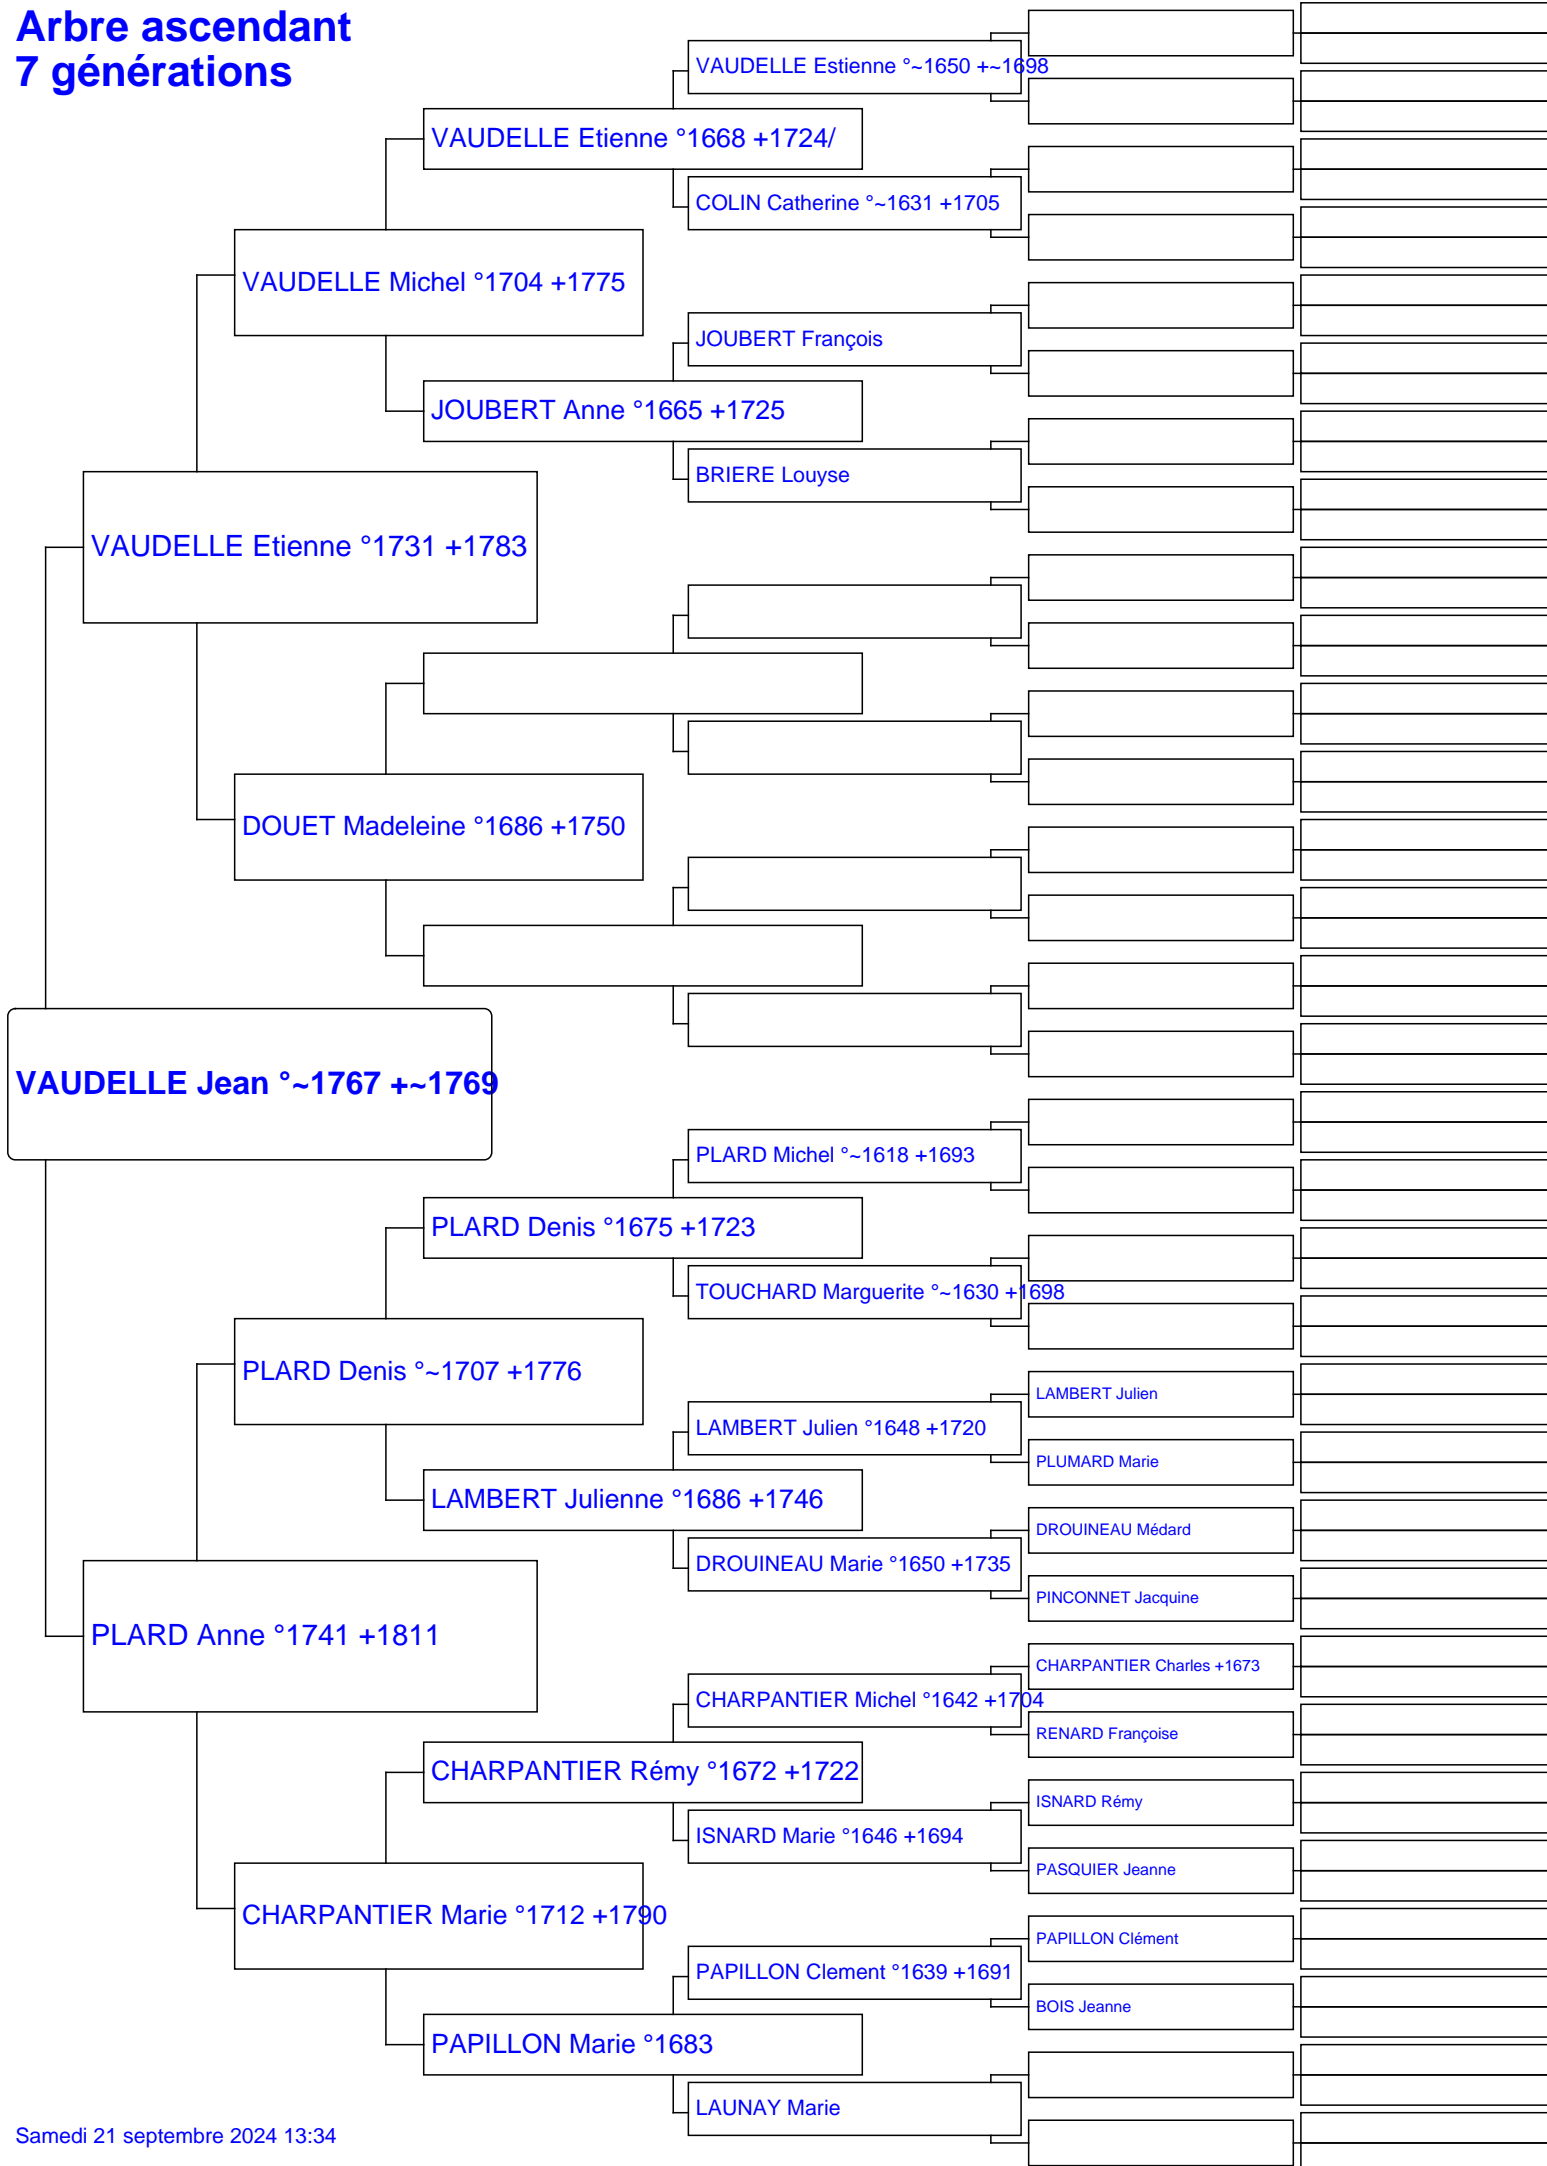 Arbre ascendant
7 générations
VAUDELLE Estienne °~1650 +~1698
VAUDELLE Etienne °1668 +1724/
COLIN Catherine °~1631 +1705
VAUDELLE Michel °1704 +1775
JOUBERT François
JOUBERT Anne °1665 +1725
BRIERE Louyse
VAUDELLE Etienne °1731 +1783
DOUET Madeleine °1686 +1750
VAUDELLE Jean °~1767 +~1769
PLARD Michel °~1618 +1693
PLARD Denis °1675 +1723
TOUCHARD Marguerite °~1630 +1698
PLARD Denis °~1707 +1776
LAMBERT Julien
LAMBERT Julien °1648 +1720
PLUMARD Marie
LAMBERT Julienne °1686 +1746
DROUINEAU Médard
DROUINEAU Marie °1650 +1735
PINCONNET Jacquine
PLARD Anne °1741 +1811
CHARPANTIER Charles +1673
CHARPANTIER Michel °1642 +1704
RENARD Françoise
CHARPANTIER Rémy °1672 +1722
ISNARD Rémy
ISNARD Marie °1646 +1694
PASQUIER Jeanne
CHARPANTIER Marie °1712 +1790
PAPILLON Clément
PAPILLON Clement °1639 +1691
BOIS Jeanne
PAPILLON Marie °1683
LAUNAY Marie
Samedi 21 septembre 2024 13:34